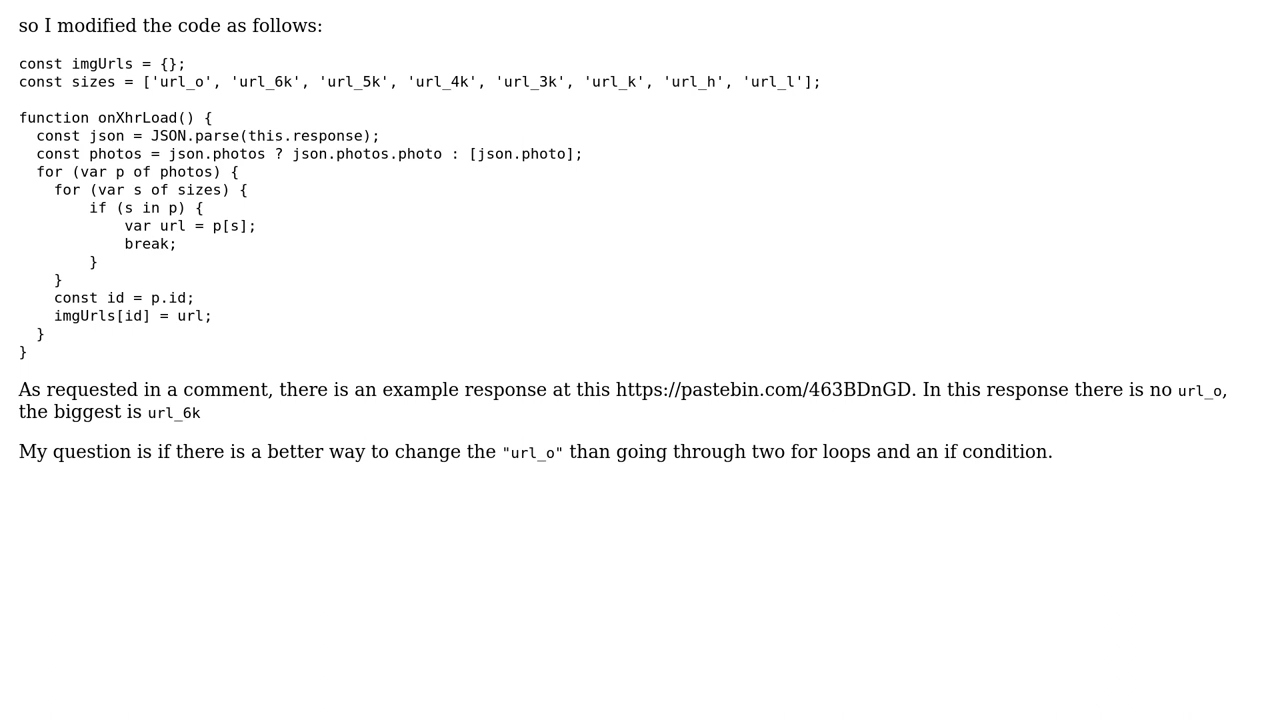 so I modified the code as follows:
const imgUrls = {};
const sizes = ['url_o', 'url_6k', 'url_5k', 'url_4k', 'url_3k', 'url_k', 'url_h', 'url_l'];
function onXhrLoad() {
  const json = JSON.parse(this.response);
  const photos = json.photos ? json.photos.photo : [json.photo];
  for (var p of photos) {
    for (var s of sizes) {
        if (s in p) {
            var url = p[s];
            break;
        }
    }
    const id = p.id;
    imgUrls[id] = url;
  }
}
As requested in a comment, there is an example response at this https://pastebin.com/463BDnGD. In this response there is no url_o,
the biggest is url_6k
My question is if there is a better way to change the "url_o" than going through two for loops and an if condition.